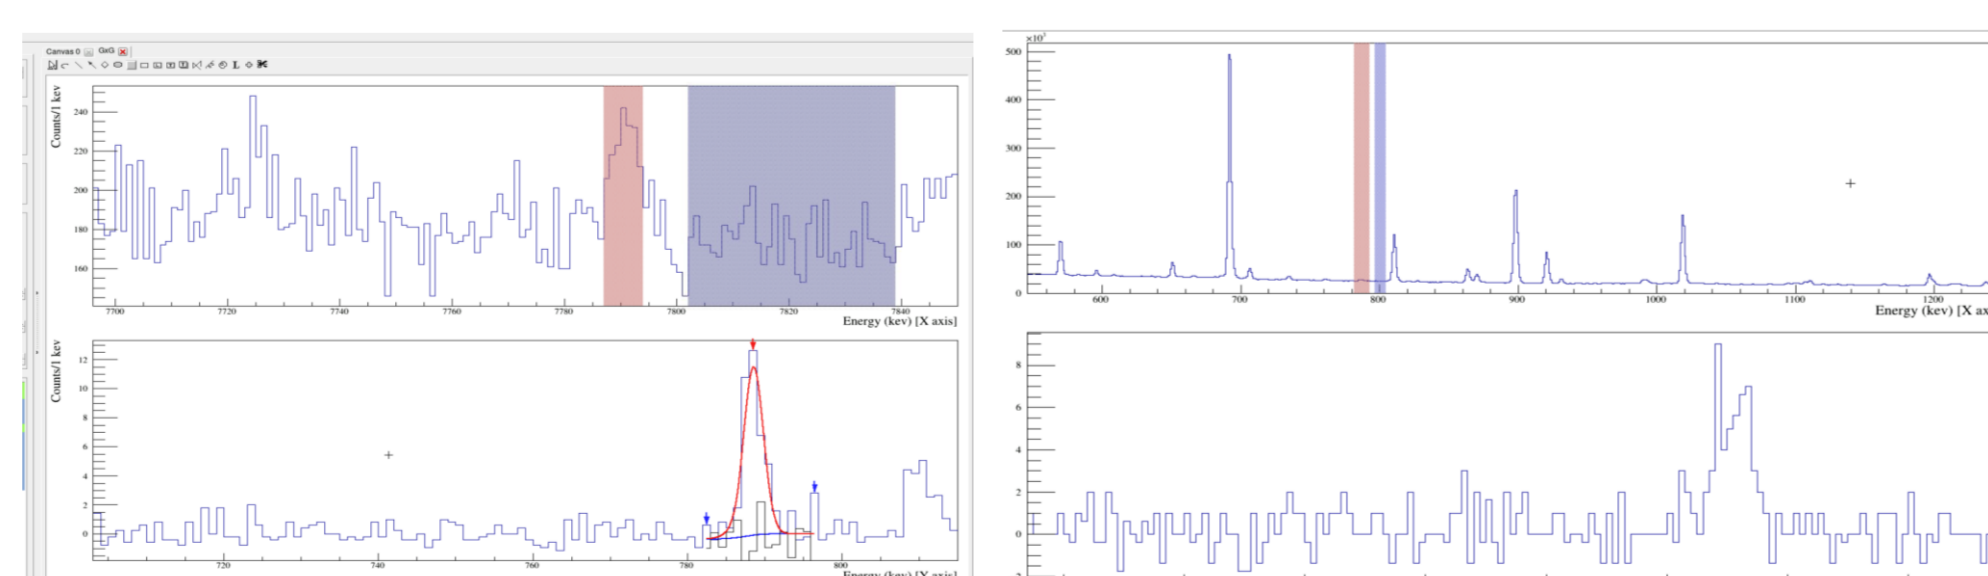 Canvas 0 GxG
L
Counts/1 kev
240
220
200
180
160
7700 7720 7740 7760 7780 7800 7820 7840
Energy (kev) [X axis]
Counts/1 kev
12
10
8
6
4
2
0
720 740 760 780 800
Energy (kev) [X axis]
×10³
500
400
300
200
100
0
600 700 800 900 1000 1100 1200
Energy (kev) [X ax
8
6
4
2
0